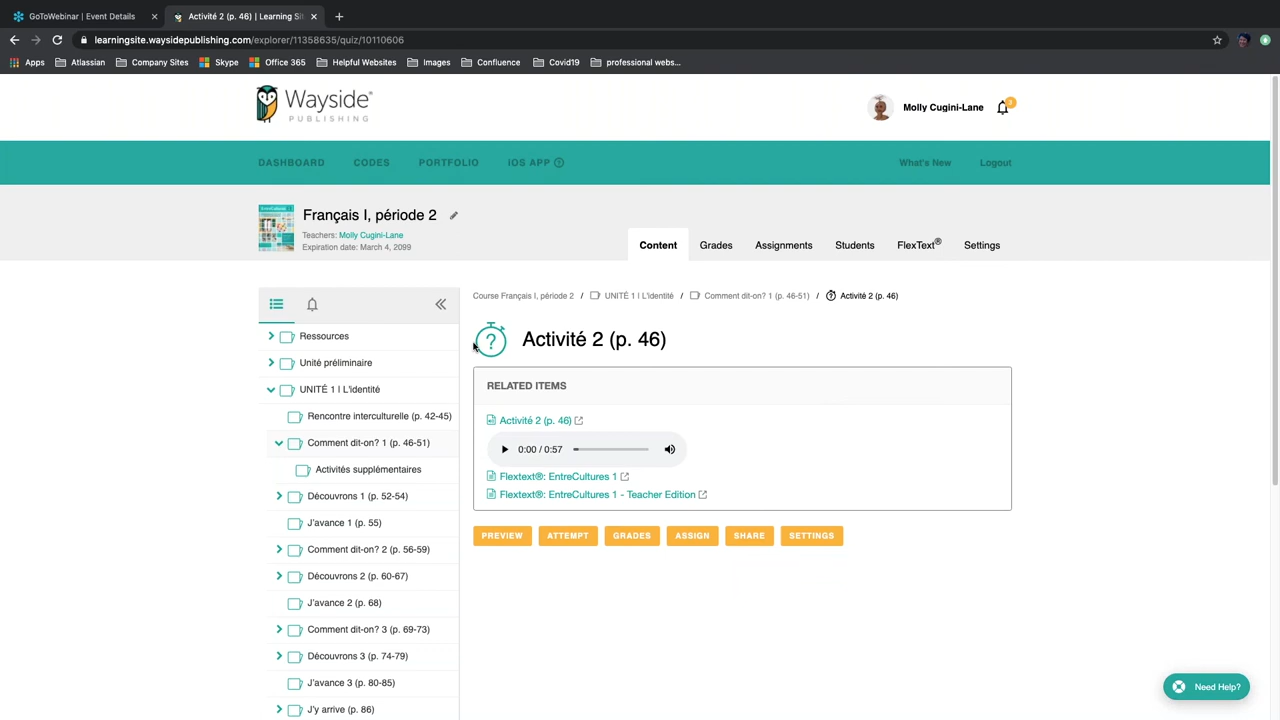 GoToWebinar | Event Details
Activité 2 (p. 46) | Learning Sit
learningsite.waysidepublishing.com/explorer/11358635/quiz/10110606
Apps Atlassian Company Sites Skype Office 365 Helpful Websites Images Confluence Covid19 professional webs...
Wayside
PUBLISHING
Molly Cugini-Lane
DASHBOARD CODES PORTFOLIO IOS APP What's New Logout
Français I, période 2
Teachers: Molly Cugini-Lane
Expiration date: March 4, 2099
Content Grades Assignments Students FlexText® Settings
Course Français I, période 2 / UNITÉ 1 I L'identité / Comment dit-on? 1 (p. 46-51) / Activité 2 (p. 46)
Ressources
Unité préliminaire
UNITÉ 1 I L'identité
Rencontre interculturelle (p. 42-45)
Comment dit-on? 1 (p. 46-51)
Activités supplémentaires
Découvrons 1 (p. 52-54)
J'avance 1 (p. 55)
Comment dit-on? 2 (p. 56-59)
Découvrons 2 (p. 60-67)
J'avance 2 (p. 68)
Comment dit-on? 3 (p. 69-73)
Découvrons 3 (p. 74-79)
J'avance 3 (p. 80-85)
J'y arrive (p. 86)
Activité 2 (p. 46)
RELATED ITEMS
Activité 2 (p. 46)
0:00 / 0:57
Flextext®: EntreCultures 1
Flextext®: EntreCultures 1 - Teacher Edition
PREVIEW ATTEMPT GRADES ASSIGN SHARE SETTINGS
Need Help?